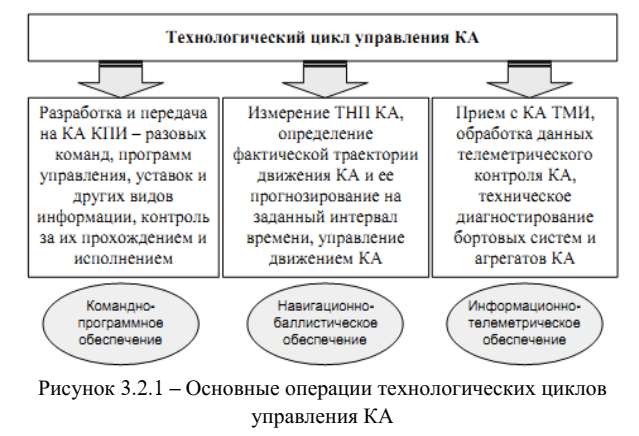 Технологический цикл управления КА
Разработка и передача
на КА КПИ – разовых
команд, программ
управления, уставок и
других видов
информации, контроль
за их прохождением и
исполнением
Измерение ТНП КА,
определение
фактической траектории
движения КА и ее
прогнозирование на
заданный интервал
времени, управление
движением КА
Прием с КА ТМИ,
обработка данных
телеметрического
контроля КА,
техническое
диагностирование
бортовых систем и
агрегатов КА
Командно-
программное
обеспечение
Навигационно-
баллистическое
обеспечение
Информационно-
телеметрическое
обеспечение
Рисунок 3.2.1 – Основные операции технологических циклов
управления КА